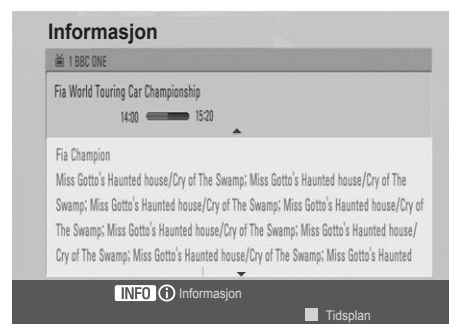 Informasjon
1 BBC ONE
Fia World Touring Car Championship
14:00 15:20
Fia Champion
Miss Gotto's Haunted house/Cry of The Swamp; Miss Gotto's Haunted house/Cry of The
Swamp; Miss Gotto's Haunted house/Cry of The Swamp; Miss Gotto's Haunted house/Cry of
The Swamp; Miss Gotto's Haunted house/Cry of The Swamp; Miss Gotto's Haunted house/
Cry of The Swamp; Miss Gotto's Haunted house/Cry of The Swamp; Miss Gotto's Haunted
INFO i Informasjon
Tidsplan